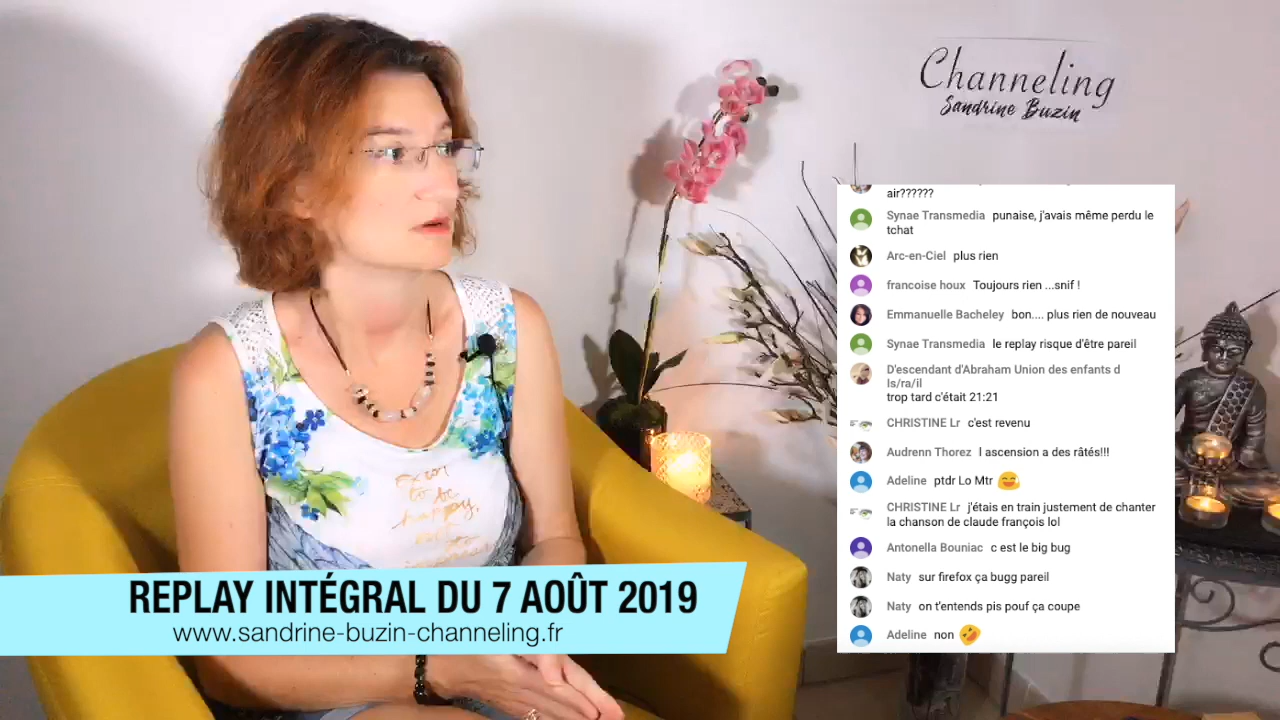 Channeling
Sandrine Buzin
air??????
Synae Transmedia punaise, j'avais même perdu le
tchat
Arc-en-Ciel plus rien
francoise houx Toujours rien ...snif !
Emmanuelle Bacheley bon.... plus rien de nouveau
Synae Transmedia le replay risque d'être pareil
D'escendant d'Abraham Union des enfants d
Is/ra/il
trop tard c'était 21:21
CHRISTINE Lr c'est revenu
Audrenn Thorez l ascension a des râtés!!!
Adeline ptdr Lo Mtr 😄
CHRISTINE Lr j'étais en train justement de chanter
la chanson de claude françois lol
Antonella Bouniac c est le big bug
Naty sur firefox ça bugg pareil
Naty on t'entends pis pouf ça coupe
Adeline non 🤣
to be
happy,
REPLAY INTÉGRAL DU 7 AOÛT 2019
www.sandrine-buzin-channeling.fr